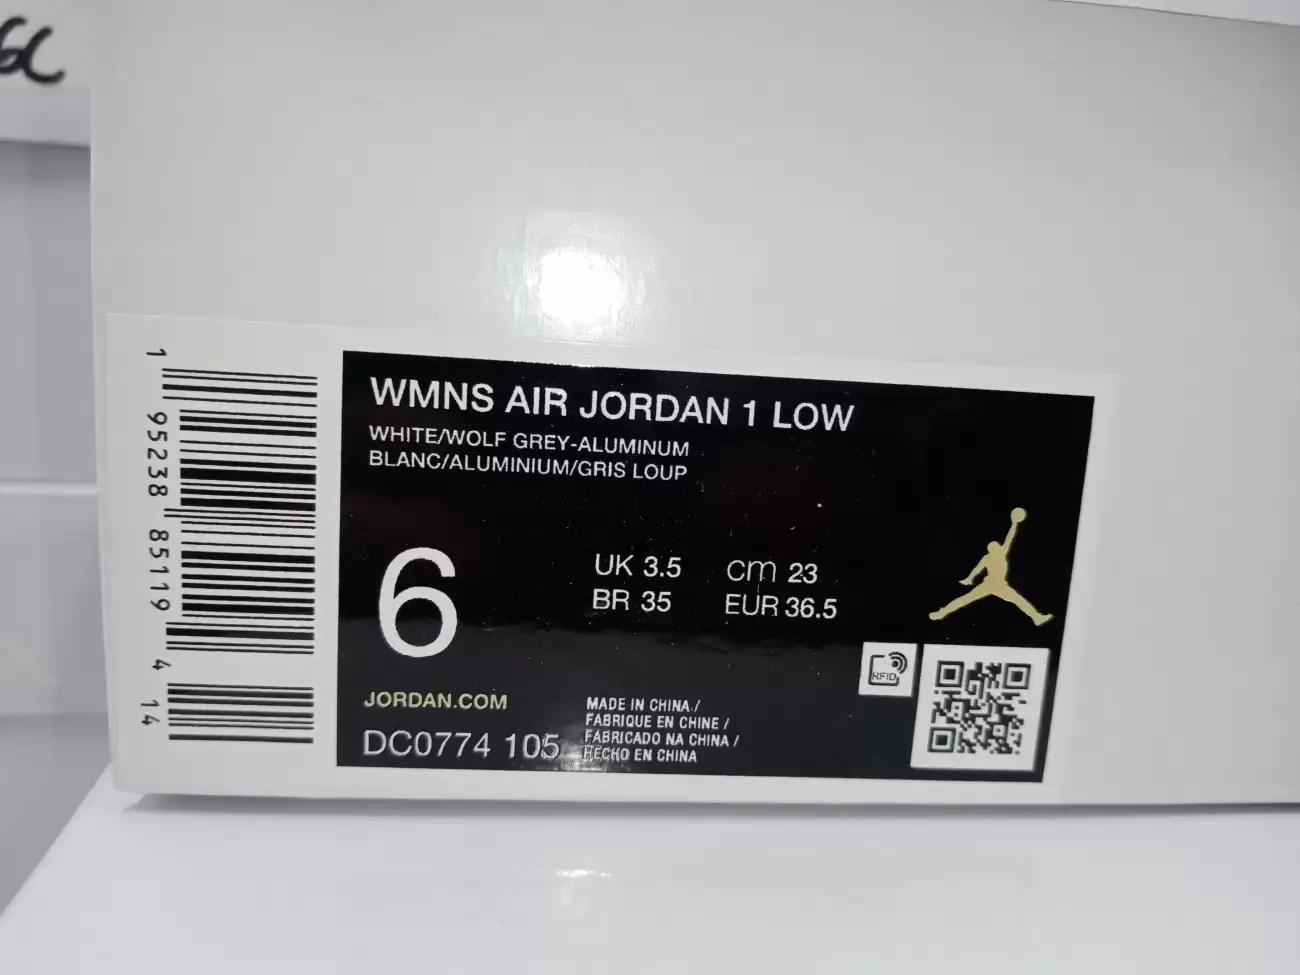 6C
WMNS AIR JORDAN 1 LOW
WHITE/WOLF GREY-ALUMINUM
BLANC/ALUMINIUM/GRIS LOUP
6
UK 3.5 cm 23
BR 35 EUR 36.5
JORDAN.COM
DC0774 105
MADE IN CHINA /
FABRIQUE EN CHINE /
FABRICADO NA CHINA /
HECHO EN CHINA
RFID
1 95238 85119 4 14